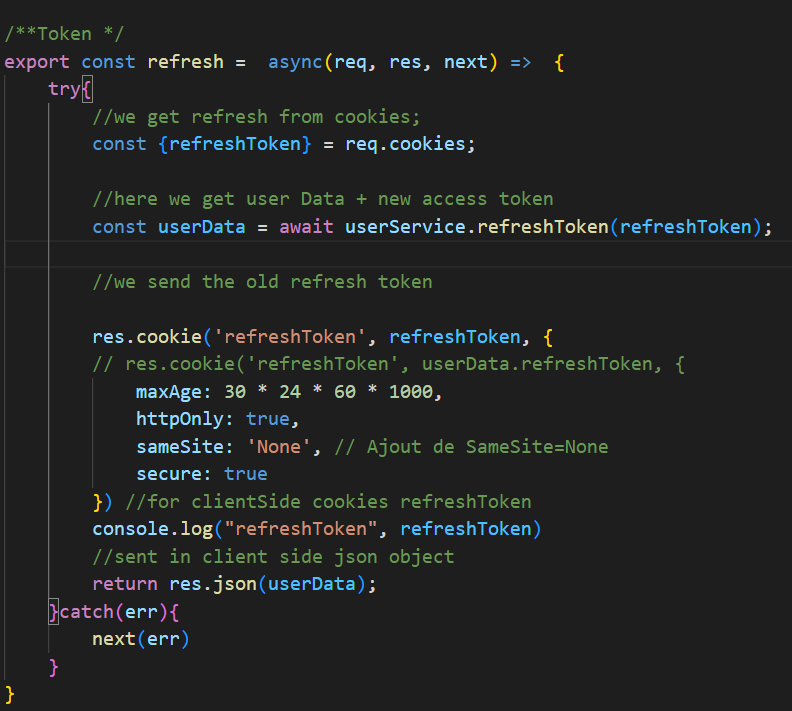 /**Token */
export const refresh =  async(req, res, next) => {
try{
//we get refresh from cookies;
const {refreshToken} = req.cookies;
//here we get user Data + new access token
const userData = await userService.refreshToken(refreshToken);
//we send the old refresh token
res.cookie('refreshToken', refreshToken, {
// res.cookie('refreshToken', userData.refreshToken, {
maxAge: 30 * 24 * 60 * 1000,
httpOnly: true,
sameSite: 'None', // Ajout de SameSite=None
secure: true
}) //for clientSide cookies refreshToken
console.log("refreshToken", refreshToken)
//sent in client side json object
return res.json(userData);
}catch(err){
next(err)
}
}